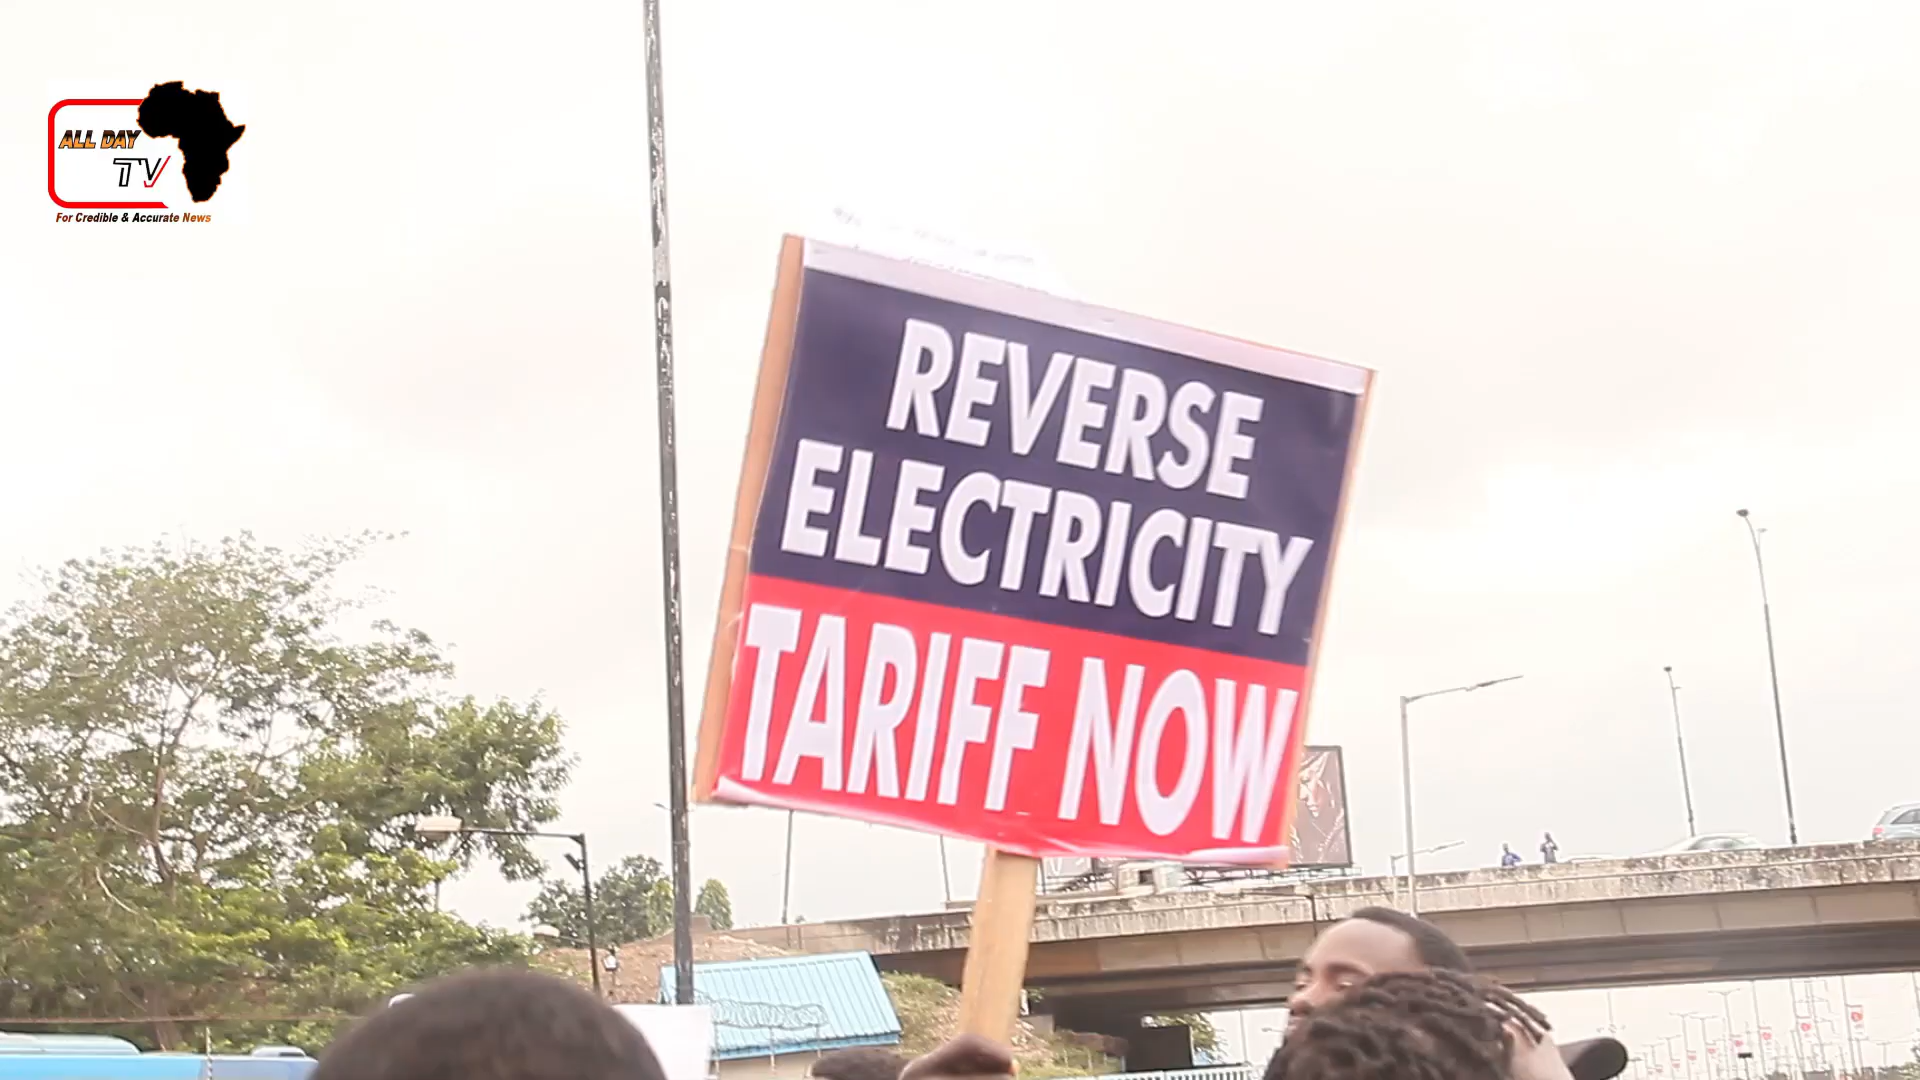 ALL DAY
TV
For Credible & Accurate News
REVERSE
ELECTRICITY
TARIFF NOW